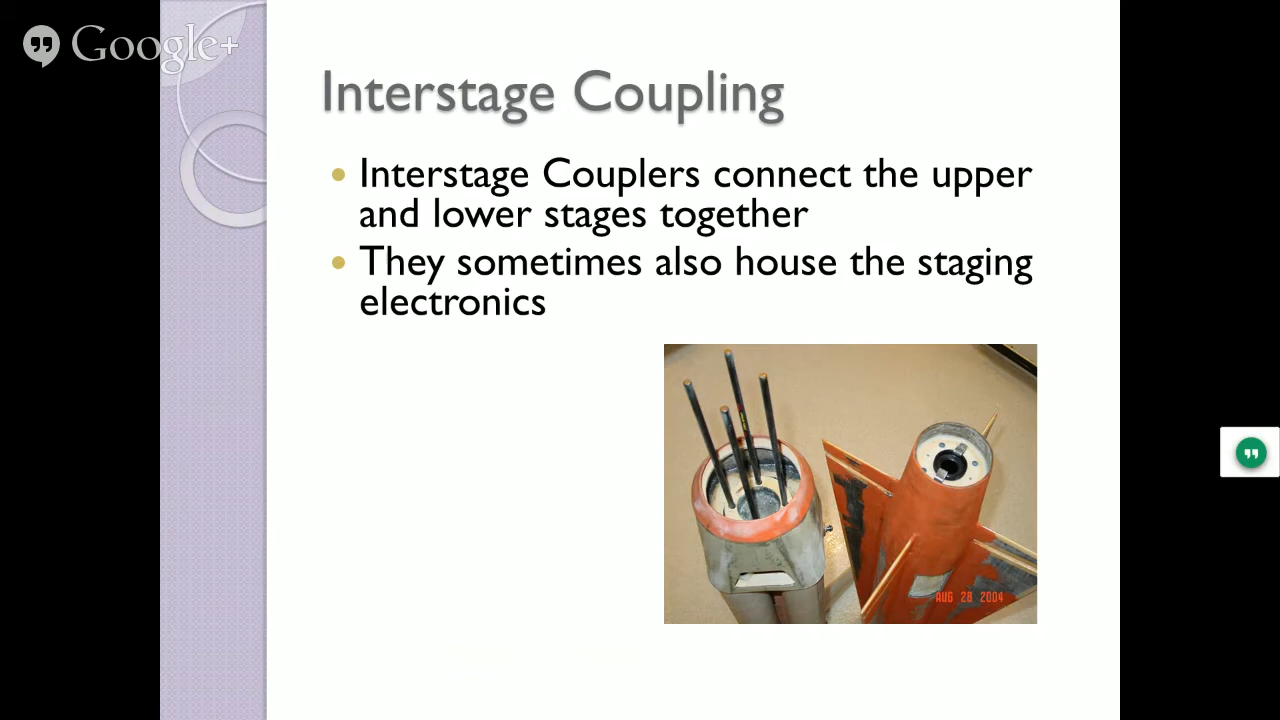 Google+
Interstage Coupling
• Interstage Couplers connect the upper
and lower stages together
• They sometimes also house the staging
electronics
AUG 28 2004